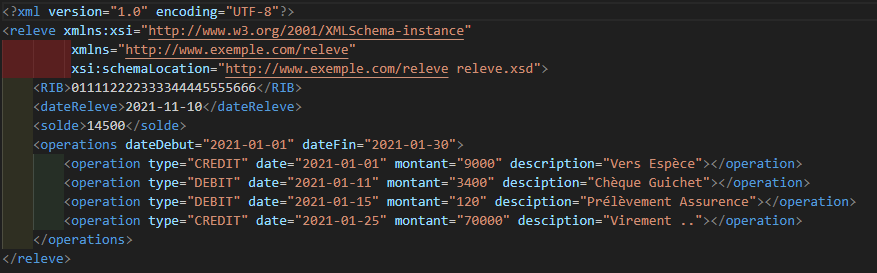 <?xml version="1.0" encoding="UTF-8"?>
<releve xmlns:xsi="http://www.w3.org/2001/XMLSchema-instance"
xmlns="http://www.exemple.com/releve"
xsi:schemaLocation="http://www.exemple.com/releve releve.xsd">
<RIB>011112222333344445555666</RIB>
<dateReleve>2021-11-10</dateReleve>
<solde>14500</solde>
<operations dateDebut="2021-01-01" dateFin="2021-01-30">
<operation type="CREDIT" date="2021-01-01" montant="9000" description="Vers Espèce"></operation>
<operation type="DEBIT" date="2021-01-11" montant="3400" desciption="Chèque Guichet"></operation>
<operation type="DEBIT" date="2021-01-15" montant="120" desciption="Prélèvement Assurence"></operation>
<operation type="CREDIT" date="2021-01-25" montant="70000" desciption="Virement .."></operation>
</operations>
</releve>